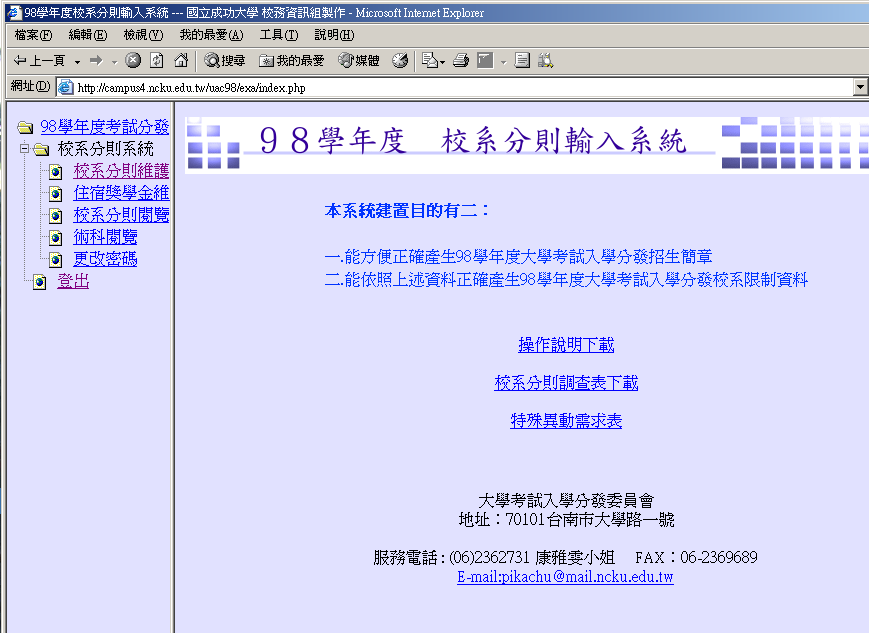 98學年度校系分則輸入系統 --- 國立成功大學 校務資訊組製作 - Microsoft Internet Explorer
檔案(F) 編輯(E) 檢視(V) 我的最愛(A) 工具(T) 說明(H)
上一頁 搜尋 我的最愛 媒體
網址(D) http://campus4.ncku.edu.tw/uac98/exa/index.php
98學年度考試分發
校系分則系統
校系分則維護
住宿獎學金維
校系分則閱覽
術科閱覽
更改密碼
登出
98學年度 校系分則輸入系統
本系統建置目的有二：
一.能方便正確產生98學年度大學考試入學分發招生簡章
二.能依照上述資料正確產生98學年度大學考試入學分發校系限制資料
操作說明下載
校系分則調查表下載
特殊異動需求表
大學考試入學分發委員會
地址：70101台南市大學路一號
服務電話 : (06)2362731 康雅雯小姐 FAX：06-2369689
E-mail:pikachu@mail.ncku.edu.tw